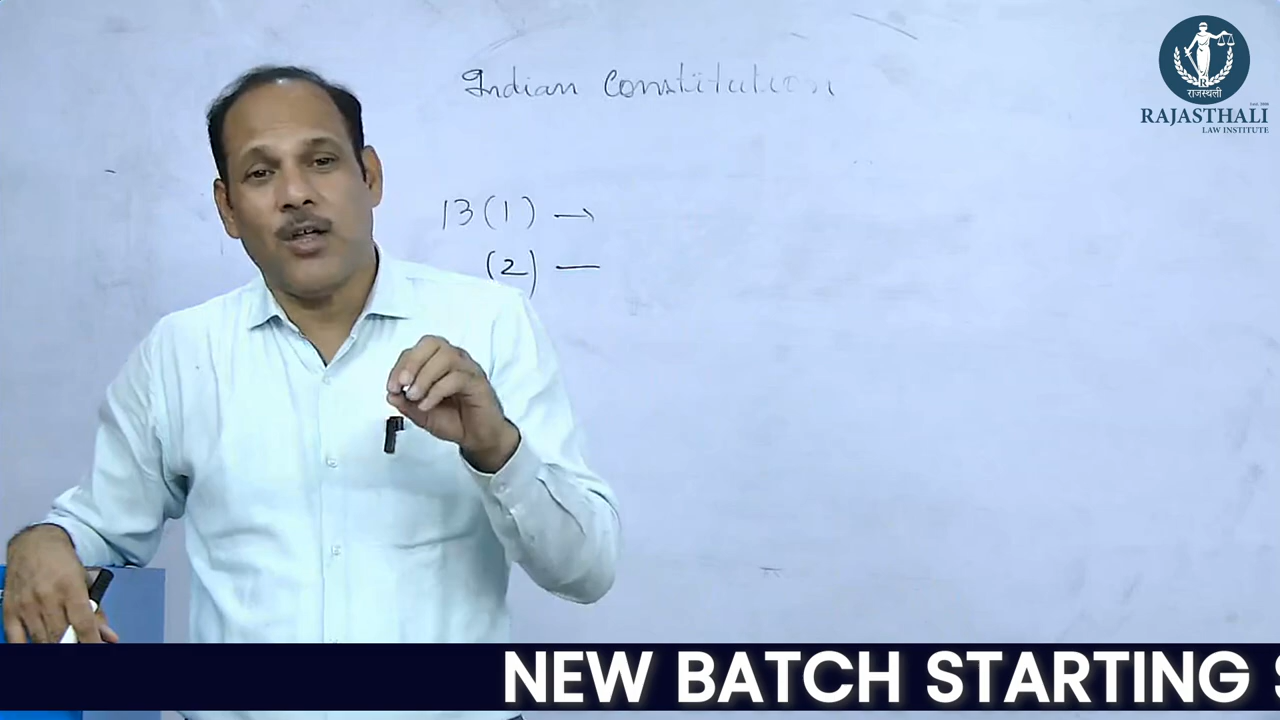 Indian Constitution
13 (1) →
(2) —
राजस्थली
RAJASTHALI
LAW INSTITUTE
NEW BATCH STARTING S